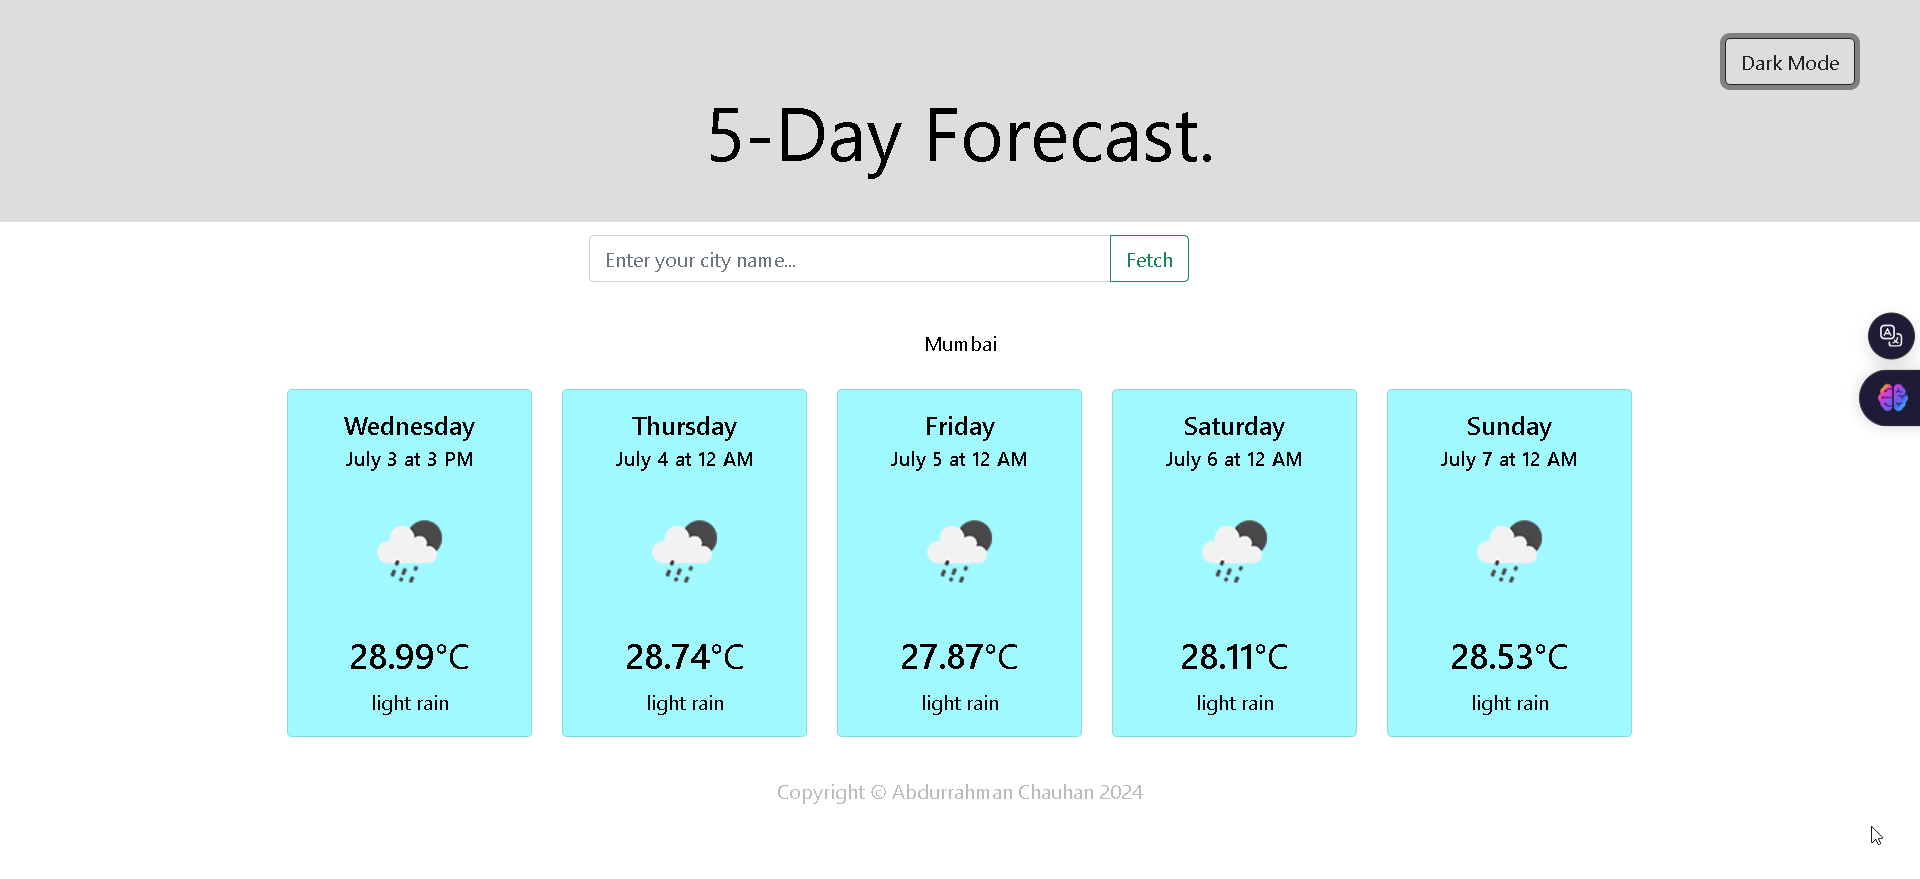 Dark Mode
5-Day Forecast.
Enter your city name...
Fetch
Mumbai
Wednesday
July 3 at 3 PM
28.99°C
light rain
Thursday
July 4 at 12 AM
28.74°C
light rain
Friday
July 5 at 12 AM
27.87°C
light rain
Saturday
July 6 at 12 AM
28.11°C
light rain
Sunday
July 7 at 12 AM
28.53°C
light rain
Copyright © Abdurrahman Chauhan 2024